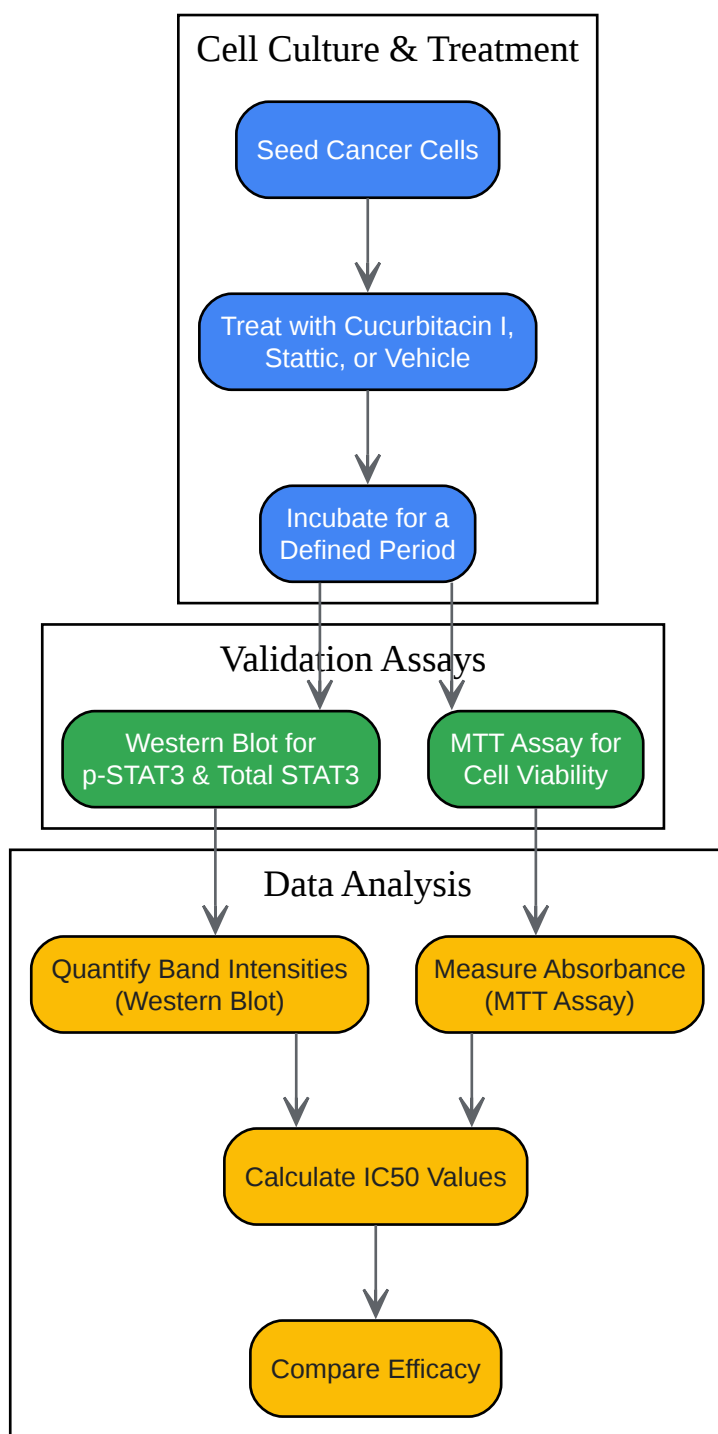 Cell Culture & Treatment
Seed Cancer Cells
Treat with Cucurbitacin I,
Stattic, or Vehicle
Incubate for a
Defined Period
Validation Assays
Western Blot for
p-STAT3 & Total STAT3
MTT Assay for
Cell Viability
Data Analysis
Quantify Band Intensities
(Western Blot)
Measure Absorbance
(MTT Assay)
Calculate IC50 Values
Compare Efficacy